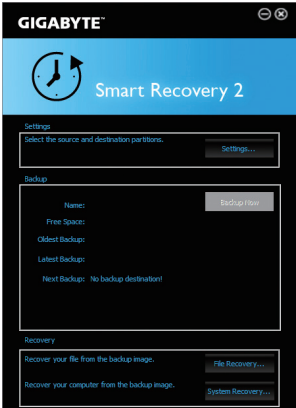 GIGABYTE™
Smart Recovery 2
Settings
Select the source and destination partitions.
Settings...
Backup
Name:
Backup Now
Free Space:
Oldest Backup:
Latest Backup:
Next Backup: No backup destination!
Recovery
Recover your file from the backup image.
File Recovery...
Recover your computer from the backup image.
System Recovery...